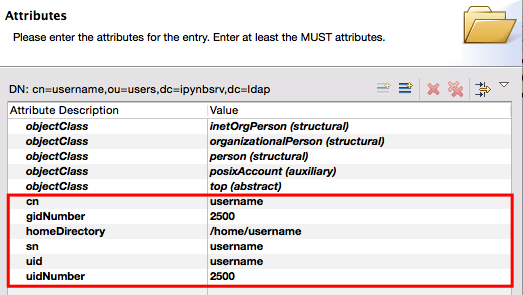 Attributes
Please enter the attributes for the entry. Enter at least the MUST attributes.
DN: cn=username,ou=users,dc=ipynbsrv,dc=ldap
Attribute Description Value
objectClass inetOrgPerson (structural)
objectClass organizationalPerson (structural)
objectClass person (structural)
objectClass posixAccount (auxiliary)
objectClass top (abstract)
cn username
gidNumber 2500
homeDirectory /home/username
sn username
uid username
uidNumber 2500